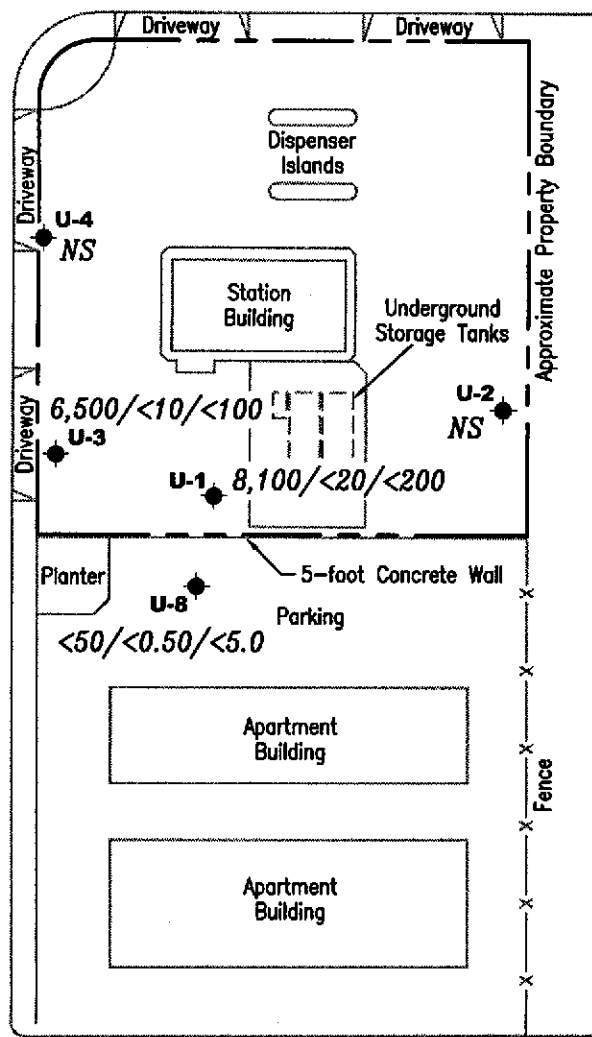 Driveway
Driveway
Dispenser
Islands
Driveway
Approximate Property Boundary
U-4
NS
Station
Building
Underground
Storage Tanks
U-2
NS
6,500/<10/<100
Driveway
U-3
8,100/<20/<200
U-1
Planter
5-foot Concrete Wall
U-8
Parking
<50/<0.50/<5.0
Apartment
Building
Fence
Apartment
Building